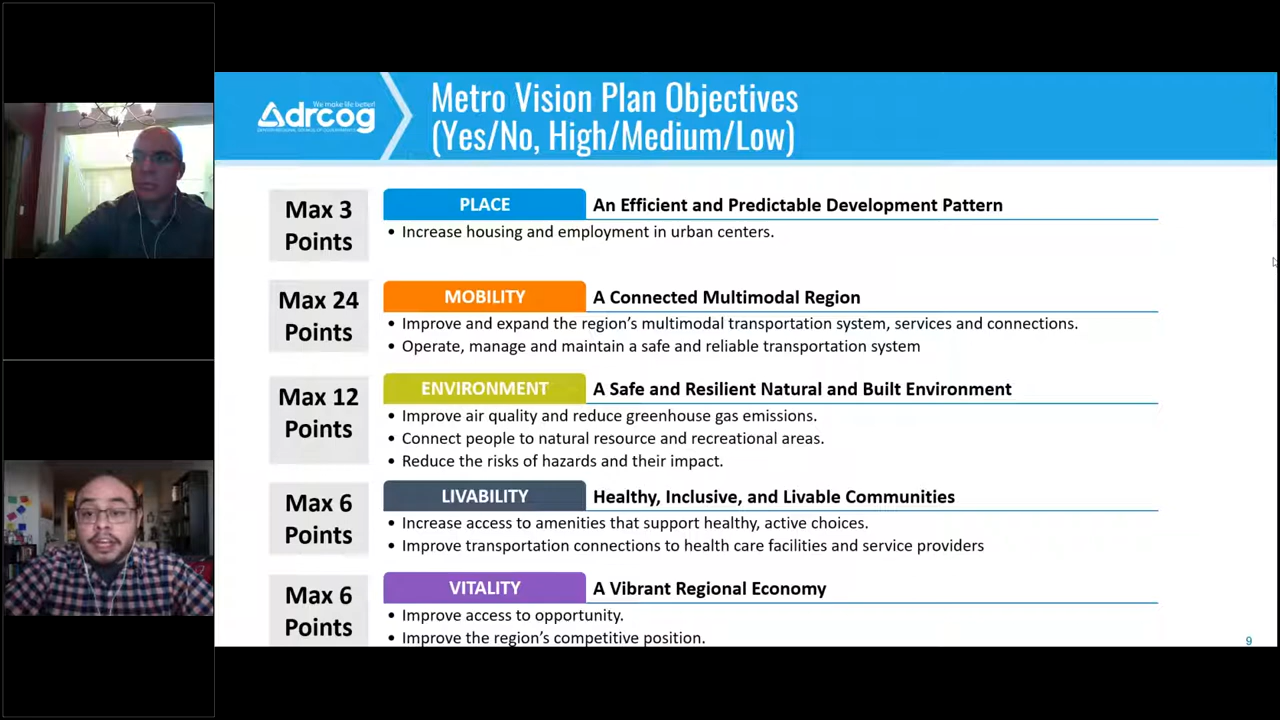 We make life better!
drcog
DENVER REGIONAL COUNCIL OF GOVERNMENTS
Metro Vision Plan Objectives
(Yes/No, High/Medium/Low)
Max 3
Points
PLACE
An Efficient and Predictable Development Pattern
• Increase housing and employment in urban centers.
Max 24
Points
MOBILITY
A Connected Multimodal Region
• Improve and expand the region's multimodal transportation system, services and connections.
• Operate, manage and maintain a safe and reliable transportation system
Max 12
Points
ENVIRONMENT
A Safe and Resilient Natural and Built Environment
• Improve air quality and reduce greenhouse gas emissions.
• Connect people to natural resource and recreational areas.
• Reduce the risks of hazards and their impact.
Max 6
Points
LIVABILITY
Healthy, Inclusive, and Livable Communities
• Increase access to amenities that support healthy, active choices.
• Improve transportation connections to health care facilities and service providers
Max 6
Points
VITALITY
A Vibrant Regional Economy
• Improve access to opportunity.
• Improve the region's competitive position.
9